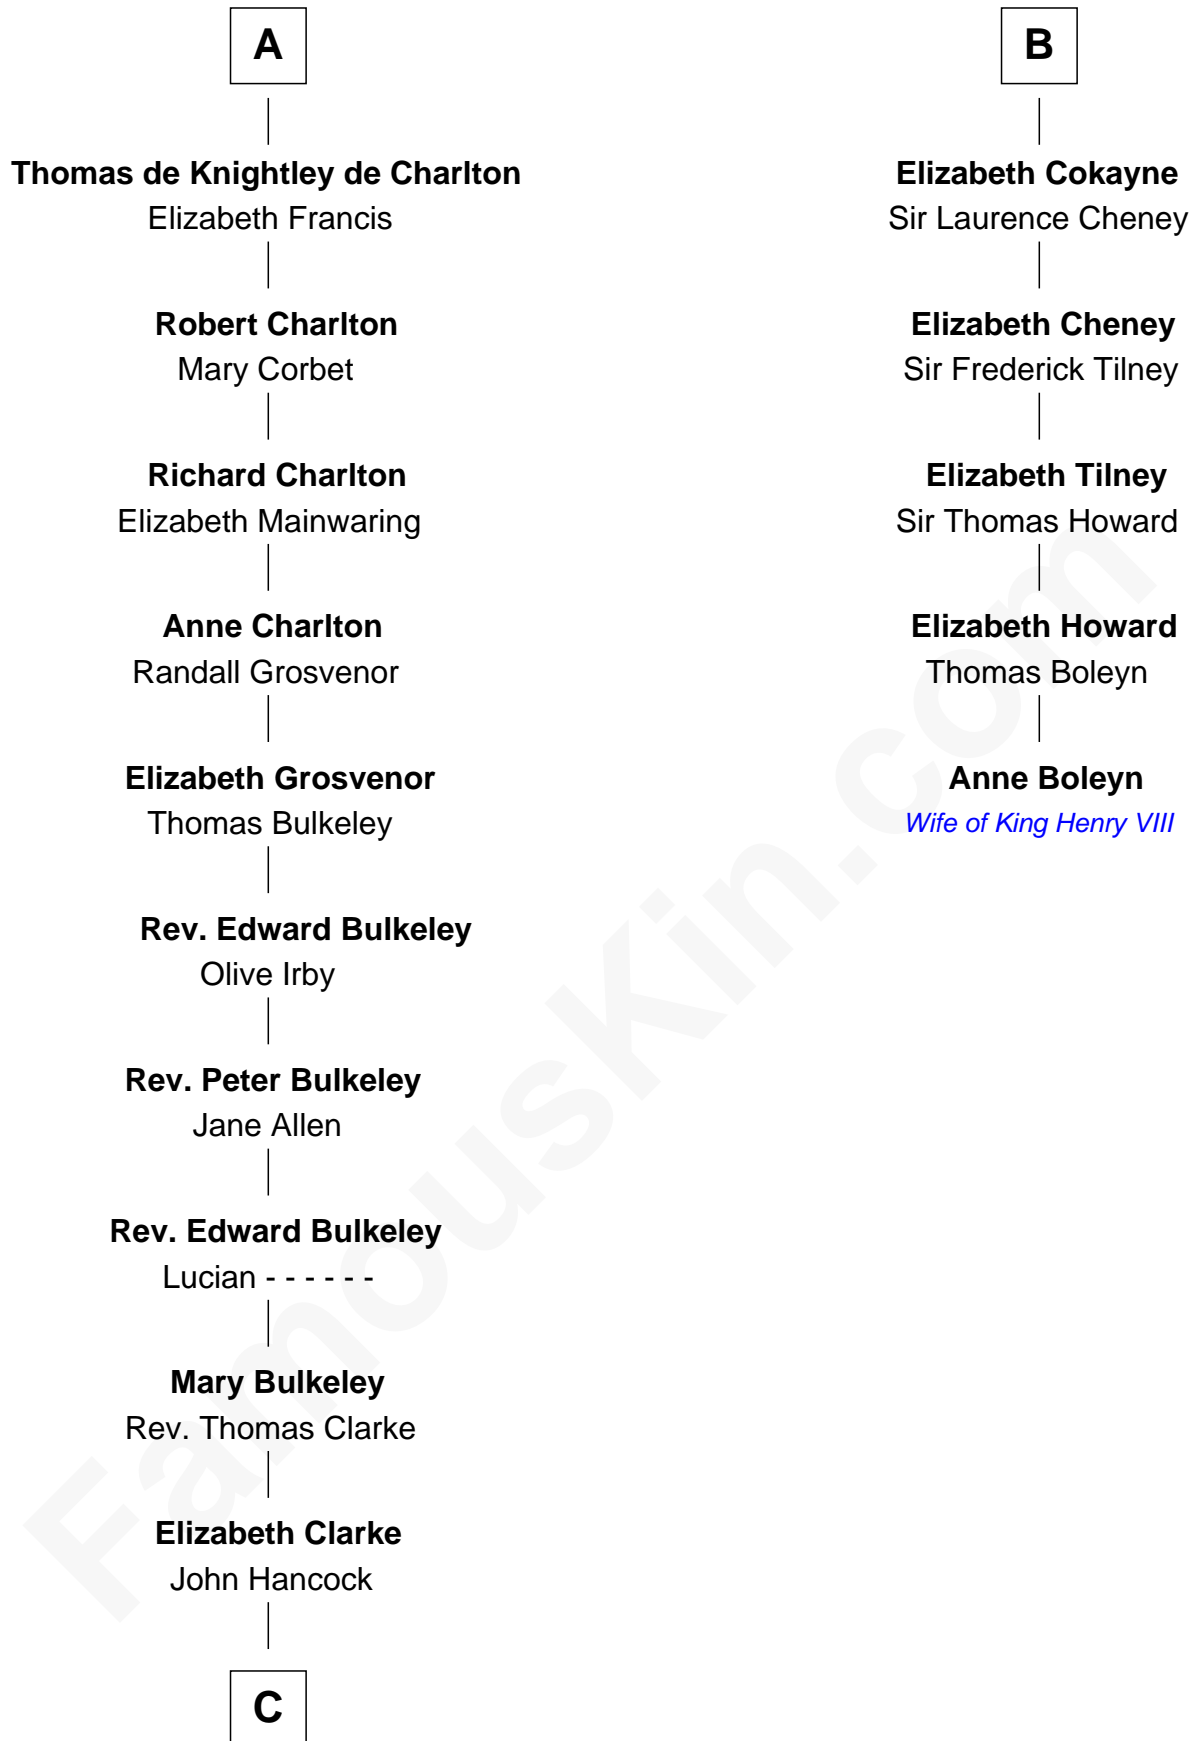 A
Thomas de Knightley de Charlton
Elizabeth Francis
Robert Charlton
Mary Corbet
Richard Charlton
Elizabeth Mainwaring
Anne Charlton
Randall Grosvenor
Elizabeth Grosvenor
Thomas Bulkeley
Rev. Edward Bulkeley
Olive Irby
Rev. Peter Bulkeley
Jane Allen
Rev. Edward Bulkeley
Lucian - - - - - -
Mary Bulkeley
Rev. Thomas Clarke
Elizabeth Clarke
John Hancock
C
B
Elizabeth Cokayne
Sir Laurence Cheney
Elizabeth Cheney
Sir Frederick Tilney
Elizabeth Tilney
Sir Thomas Howard
Elizabeth Howard
Thomas Boleyn
Anne Boleyn
Wife of King Henry VIII
FamousKin.com